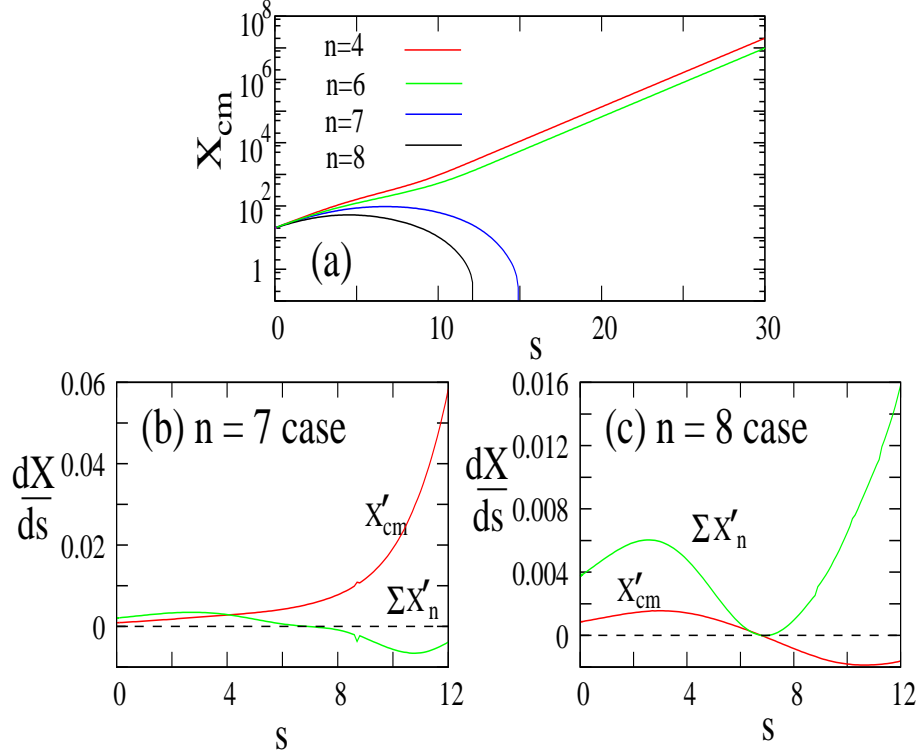 10^8
10^6
10^4
10^2
1
X_cm
n=4
n=6
n=7
n=8
(a)
0
10
20
30
s
0.06
0.04
0.02
0
dX
ds
(b) n = 7 case
X′_cm
ΣX′_n
0
4
8
12
s
0.016
0.012
0.008
0.004
0
dX
ds
(c) n = 8 case
ΣX′_n
X′_cm
0
4
8
12
s